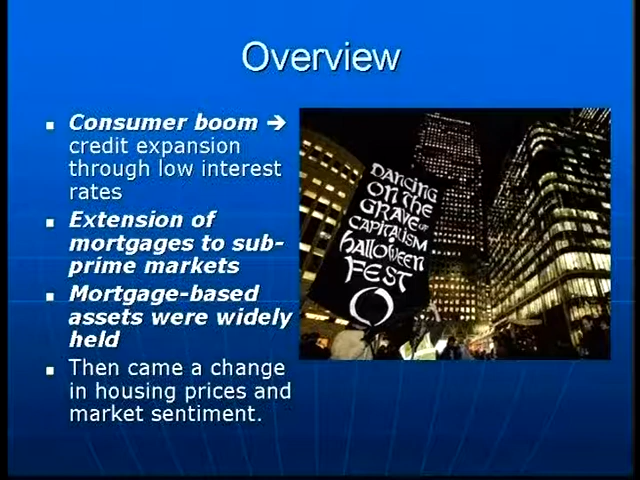 Overview
Consumer boom ➔
credit expansion
through low interest
rates
Extension of
mortgages to sub-
prime markets
Mortgage-based
assets were widely
held
Then came a change
in housing prices and
market sentiment.
DANCING
ON THE
GRAVE OF
CAPITALISM
HALLOWEEN
FEST